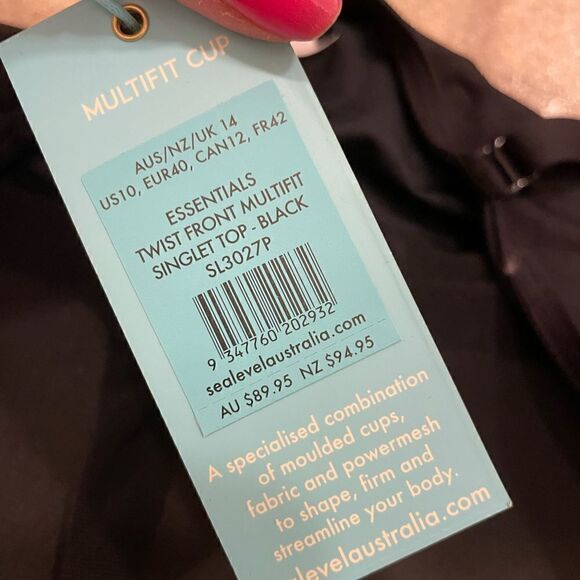 MULTIFIT CUP
AUS/NZ/UK 14
US10, EUR40, CAN12, FR42
ESSENTIALS
TWIST FRONT MULTIFIT
SINGLET TOP - BLACK
SL3027P
9 347760 202932
sealevelaustralia.com
AU $89.95 NZ $94.95
A specialised combination
of moulded cups,
fabric and powermesh
to shape, firm and
streamline your body.
sealevelaustralia.com